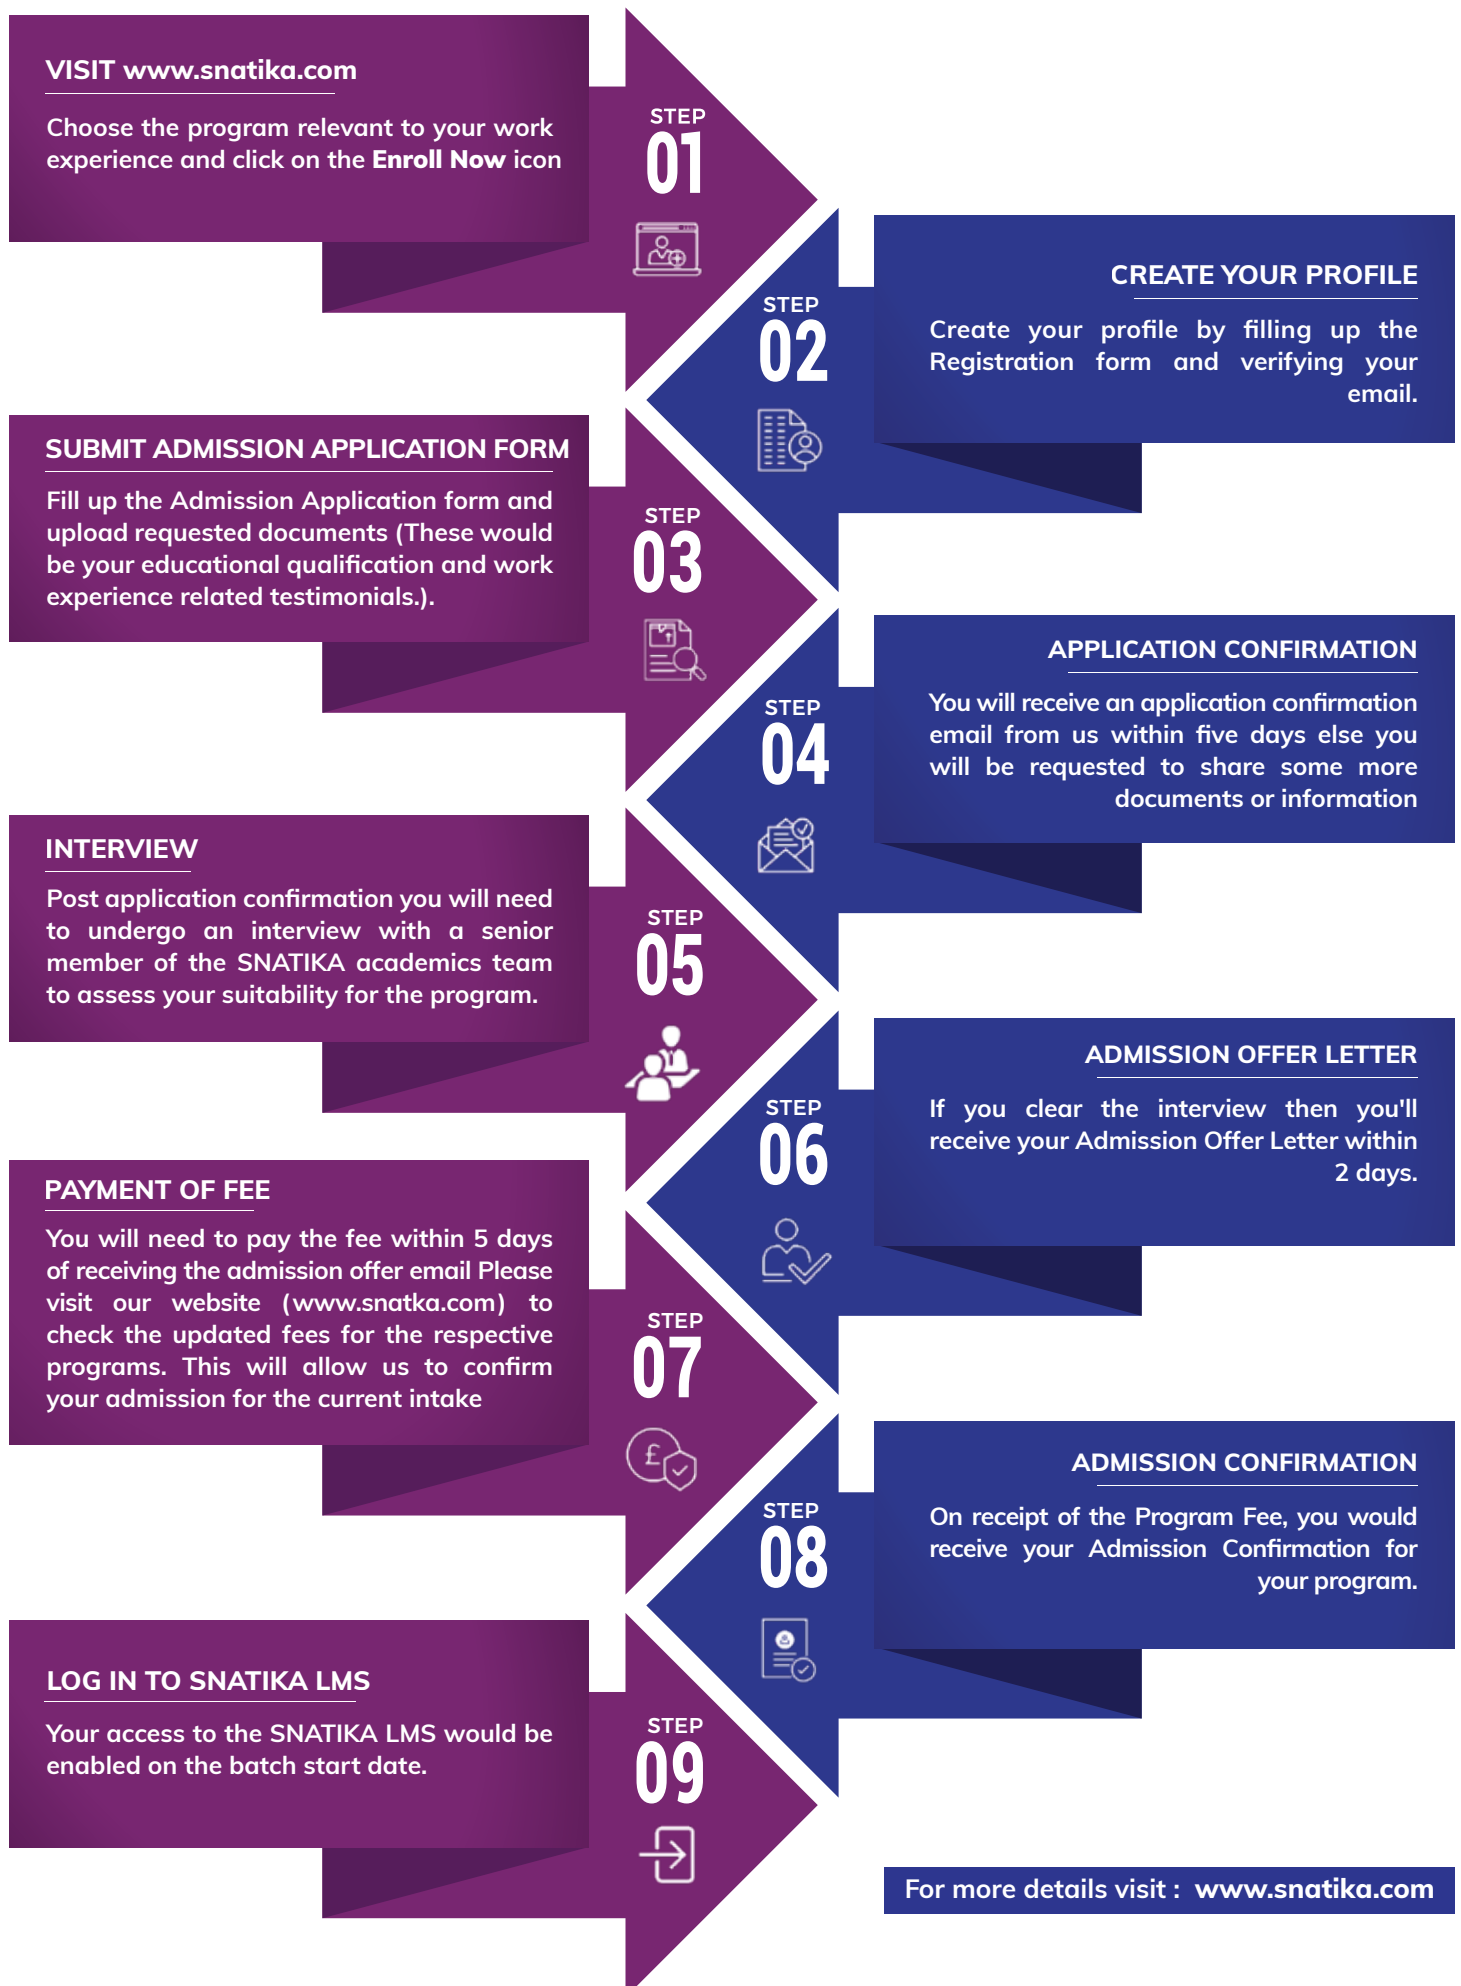 VISIT www.snatika.com
Choose the program relevant to your work
experience and click on the Enroll Now icon
STEP
01
CREATE YOUR PROFILE
Create your profile by filling up the
Registration form and verifying your
email.
STEP
02
SUBMIT ADMISSION APPLICATION FORM
Fill up the Admission Application form and
upload requested documents (These would
be your educational qualification and work
experience related testimonials.).
STEP
03
APPLICATION CONFIRMATION
You will receive an application confirmation
email from us within five days else you
will be requested to share some more
documents or information
STEP
04
INTERVIEW
Post application confirmation you will need
to undergo an interview with a senior
member of the SNATIKA academics team
to assess your suitability for the program.
STEP
05
ADMISSION OFFER LETTER
If you clear the interview then you'll
receive your Admission Offer Letter within
2 days.
STEP
06
PAYMENT OF FEE
You will need to pay the fee within 5 days
of receiving the admission offer email Please
visit our website (www.snatka.com) to
check the updated fees for the respective
programs. This will allow us to confirm
your admission for the current intake
STEP
07
£
ADMISSION CONFIRMATION
On receipt of the Program Fee, you would
receive your Admission Confirmation for
your program.
STEP
08
LOG IN TO SNATIKA LMS
Your access to the SNATIKA LMS would be
enabled on the batch start date.
STEP
09
For more details visit : www.snatika.com